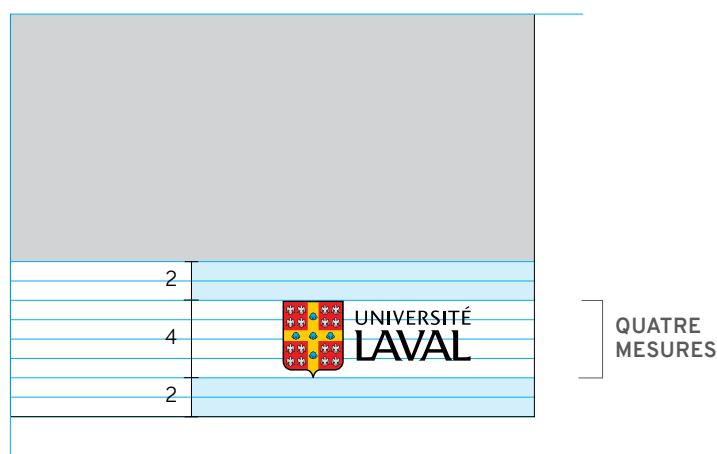 2
4
2
UNIVERSITÉ
LAVAL
QUATRE
MESURES